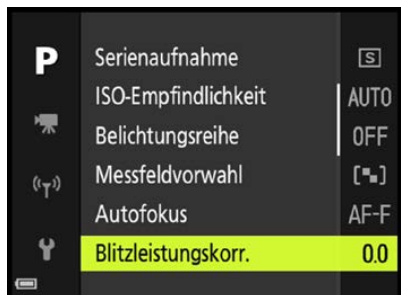 P
Serienaufnahme S
ISO-Empfindlichkeit AUTO
Belichtungsreihe OFF
Messfeldvorwahl
Autofokus AF-F
Blitzleistungskorr. 0.0